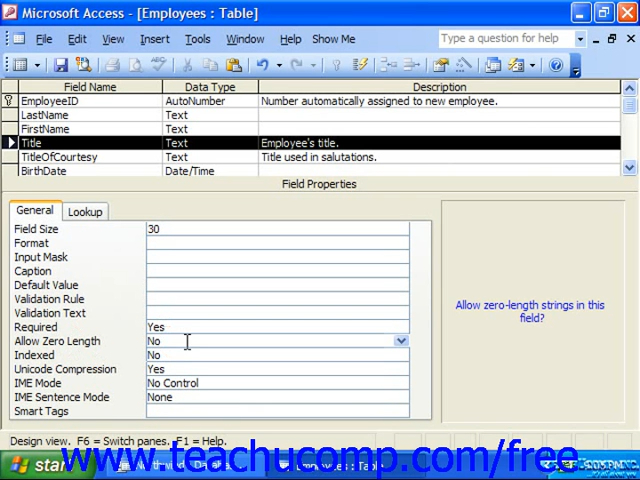 Microsoft Access - [Employees : Table]
File Edit View Insert Tools Window Help Show Me Type a question for help
Field Name Data Type Description
EmployeeID AutoNumber Number automatically assigned to new employee.
LastName Text
FirstName Text
Title Text Employee's title.
TitleOfCourtesy Text Title used in salutations.
BirthDate Date/Time
Field Properties
General Lookup
Field Size 30
Format
Input Mask
Caption
Default Value
Validation Rule
Validation Text
Required Yes
Allow Zero Length No
Indexed No
Unicode Compression Yes
IME Mode No Control
IME Sentence Mode None
Smart Tags
Allow zero-length strings in this
field?
Design view. F6 = Switch panes. F1 = Help.
start
www.teachucomp.com/free